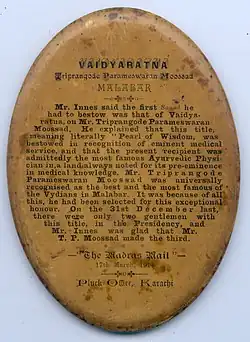 VAIDYARATNA
Triprangode Parameswaran Moossad
MALABAR
Mr. Innes said the first he
had to bestow was that of Vaidya-
ratna, on Mr. Triprangode Parameswaran
Moossad. He explained that this title,
meaning literally "Pearl of Wisdom, was
bestowed in recognition of eminent medical
service, and that the present recipient was
admittedly the most famous Ayurvedic Physi-
cian in a land always noted for its pre-eminence
in medical knowledge. Mr. Triprangode
Parameswaran Moossad was universally
recognised as the best and the most famous of
the Vydians in Malabar. It was because of all
this, he had been selected for this exceptional
honour. On the 31st December last,
there were only two gentlemen with
this title, in the Presidency, and
Mr. Innes was glad that Mr.
T. P. Moossad made the third.
—"The Madras Mail"—
17th March,
Pluck Office, Karachi